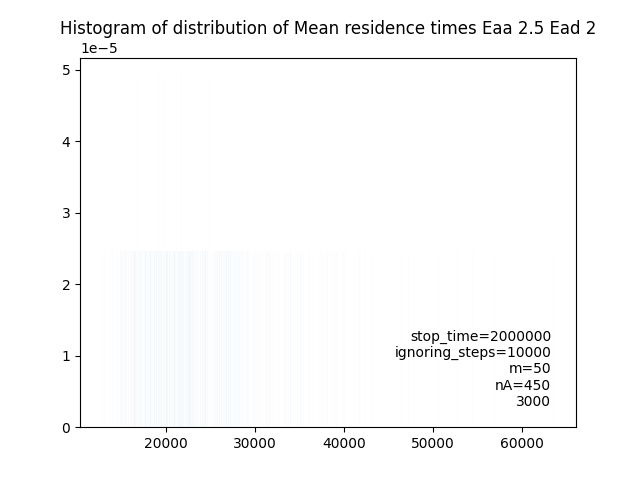 Histogram of distribution of Mean residence times Eaa 2.5 Ead 2
1e−5
5
4
3
2
1
0
stop_time=2000000
ignoring_steps=10000
m=50
nA=450
3000
20000 30000 40000 50000 60000